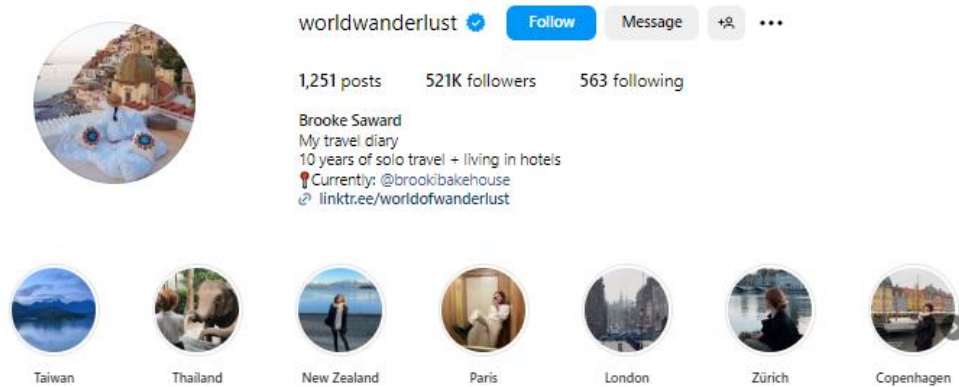 worldwanderlust Follow Message
1,251 posts 521K followers 563 following
Brooke Saward
My travel diary
10 years of solo travel + living in hotels
📍Currently: @brookibakehouse
linktr.ee/worldofwanderlust
Taiwan Thailand New Zealand Paris London Zürich Copenhagen